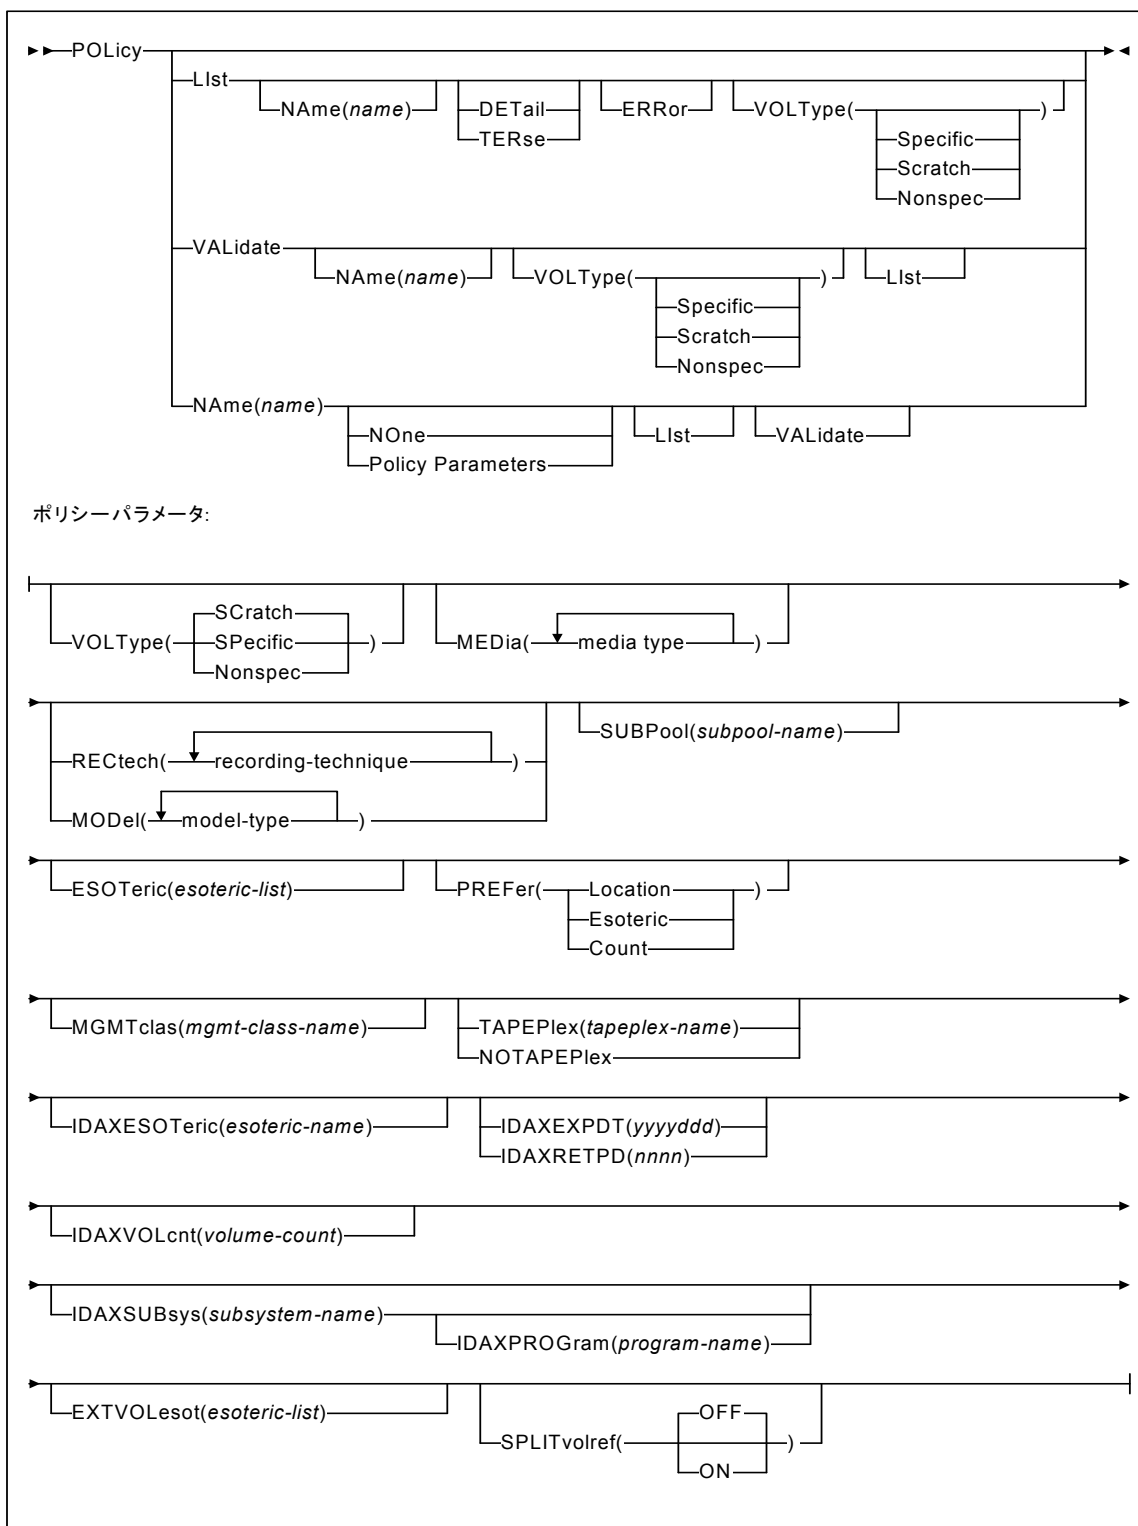 POLicy
LIst
NAme(name) DETail ERRor VOLType( )
TERse Specific
Scratch
Nonspec
VALidate
NAme(name) VOLType( ) LIst
Specific
Scratch
Nonspec
NAme(name)
NOne LIst VALidate
Policy Parameters
ポリシーパラメータ:
SCratch
VOLType( SPecific ) MEDia( media type )
Nonspec
SUBPool(subpool-name)
RECtech( recording-technique )
MODel( model-type )
ESOTeric(esoteric-list) PREFer( Location )
Esoteric
Count
MGMTclas(mgmt-class-name) TAPEPlex(tapeplex-name)
NOTAPEPlex
IDAXESOTeric(esoteric-name) IDAXEXPDT(yyyyddd)
IDAXRETPD(nnnn)
IDAXVOLcnt(volume-count)
IDAXSUBsys(subsystem-name)
IDAXPROGram(program-name)
EXTVOLesot(esoteric-list) OFF
SPLITvolref( )
ON